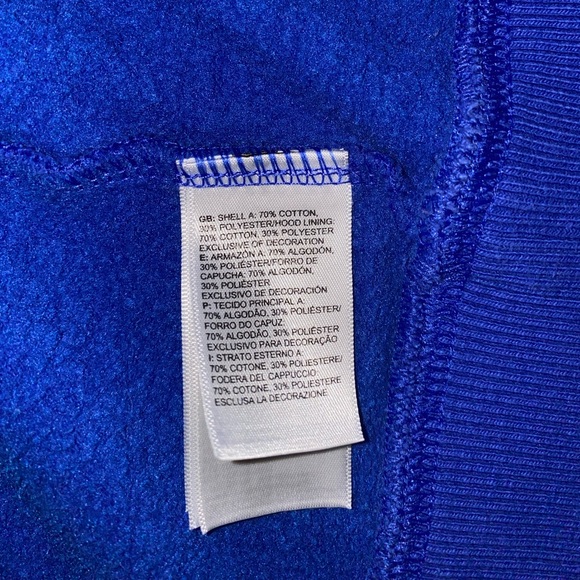 GB: SHELL A: 70% COTTON,
30% POLYESTER/HOOD LINING:
70% COTTON, 30% POLYESTER
EXCLUSIVE OF DECORATION
E: ARMAZÓN A: 70% ALGODÓN,
30% POLIÉSTER/FORRO DE
CAPUCHA: 70% ALGODÓN,
30% POLIÉSTER
EXCLUSIVO DE DECORACIÓN
P: TECIDO PRINCIPAL A:
70% ALGODÃO, 30% POLIÉSTER/
FORRO DO CAPUZ:
70% ALGODÃO, 30% POLIÉSTER
EXCLUSIVO PARA DECORAÇÃO
I: STRATO ESTERNO A:
70% COTONE, 30% POLIESTERE/
FODERA DEL CAPPUCCIO:
70% COTONE, 30% POLIESTERE
ESCLUSA LA DECORAZIONE